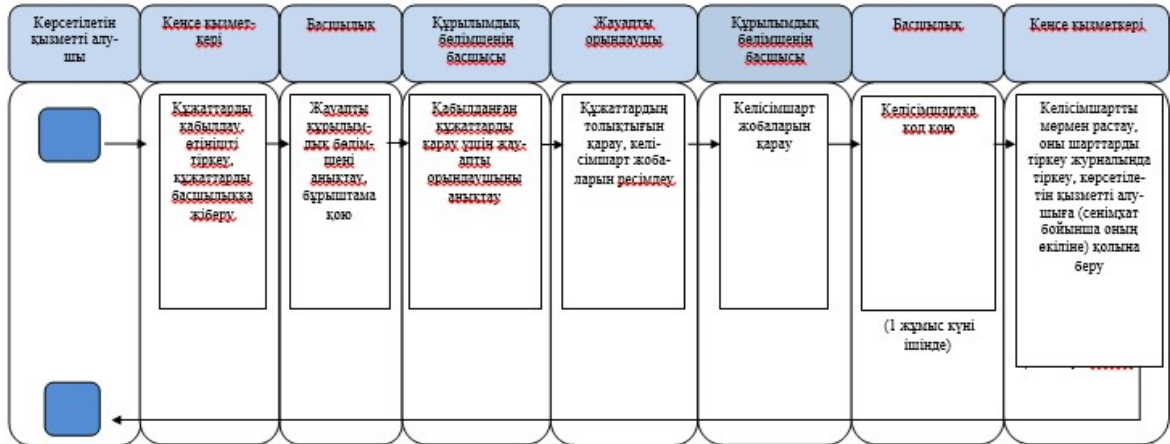 Көрсетілетін
қызметті алу-
шы
Кеңсе қызмет-
кері
Басшылық
Құрылымдық
бөлімшенің
басшысы
Жауапты
орындаушы
Құрылымдық
бөлімшенің
басшысы
Басшылық
Кеңсе қызметкері
Құжаттарды
қабылдау,
өтінішті
тіркеу,
құжаттарды
басшылыққа
жіберу
Жауапты
құрылым-
дық бөлім-
шені
анықтау,
бұрыштама
қою
Қабылданған
құжаттарды
қарау үшін жау-
апты
орындаушыны
анықтау
Құжаттардың
толықтығын
қарау, келі-
сімшарт жоба-
ларын ресімдеу
Келісімшарт
жобаларын
қарау
Келісімшартқа
қол қою
(1 жұмыс күні
ішінде)
Келісімшартты
мөрмен растау,
оны шарттарды
тіркеу журналында
тіркеу, көрсетіле-
тін қызметті алу-
шыға (сенімхат
бойынша оның
өкіліне) қолына
беру